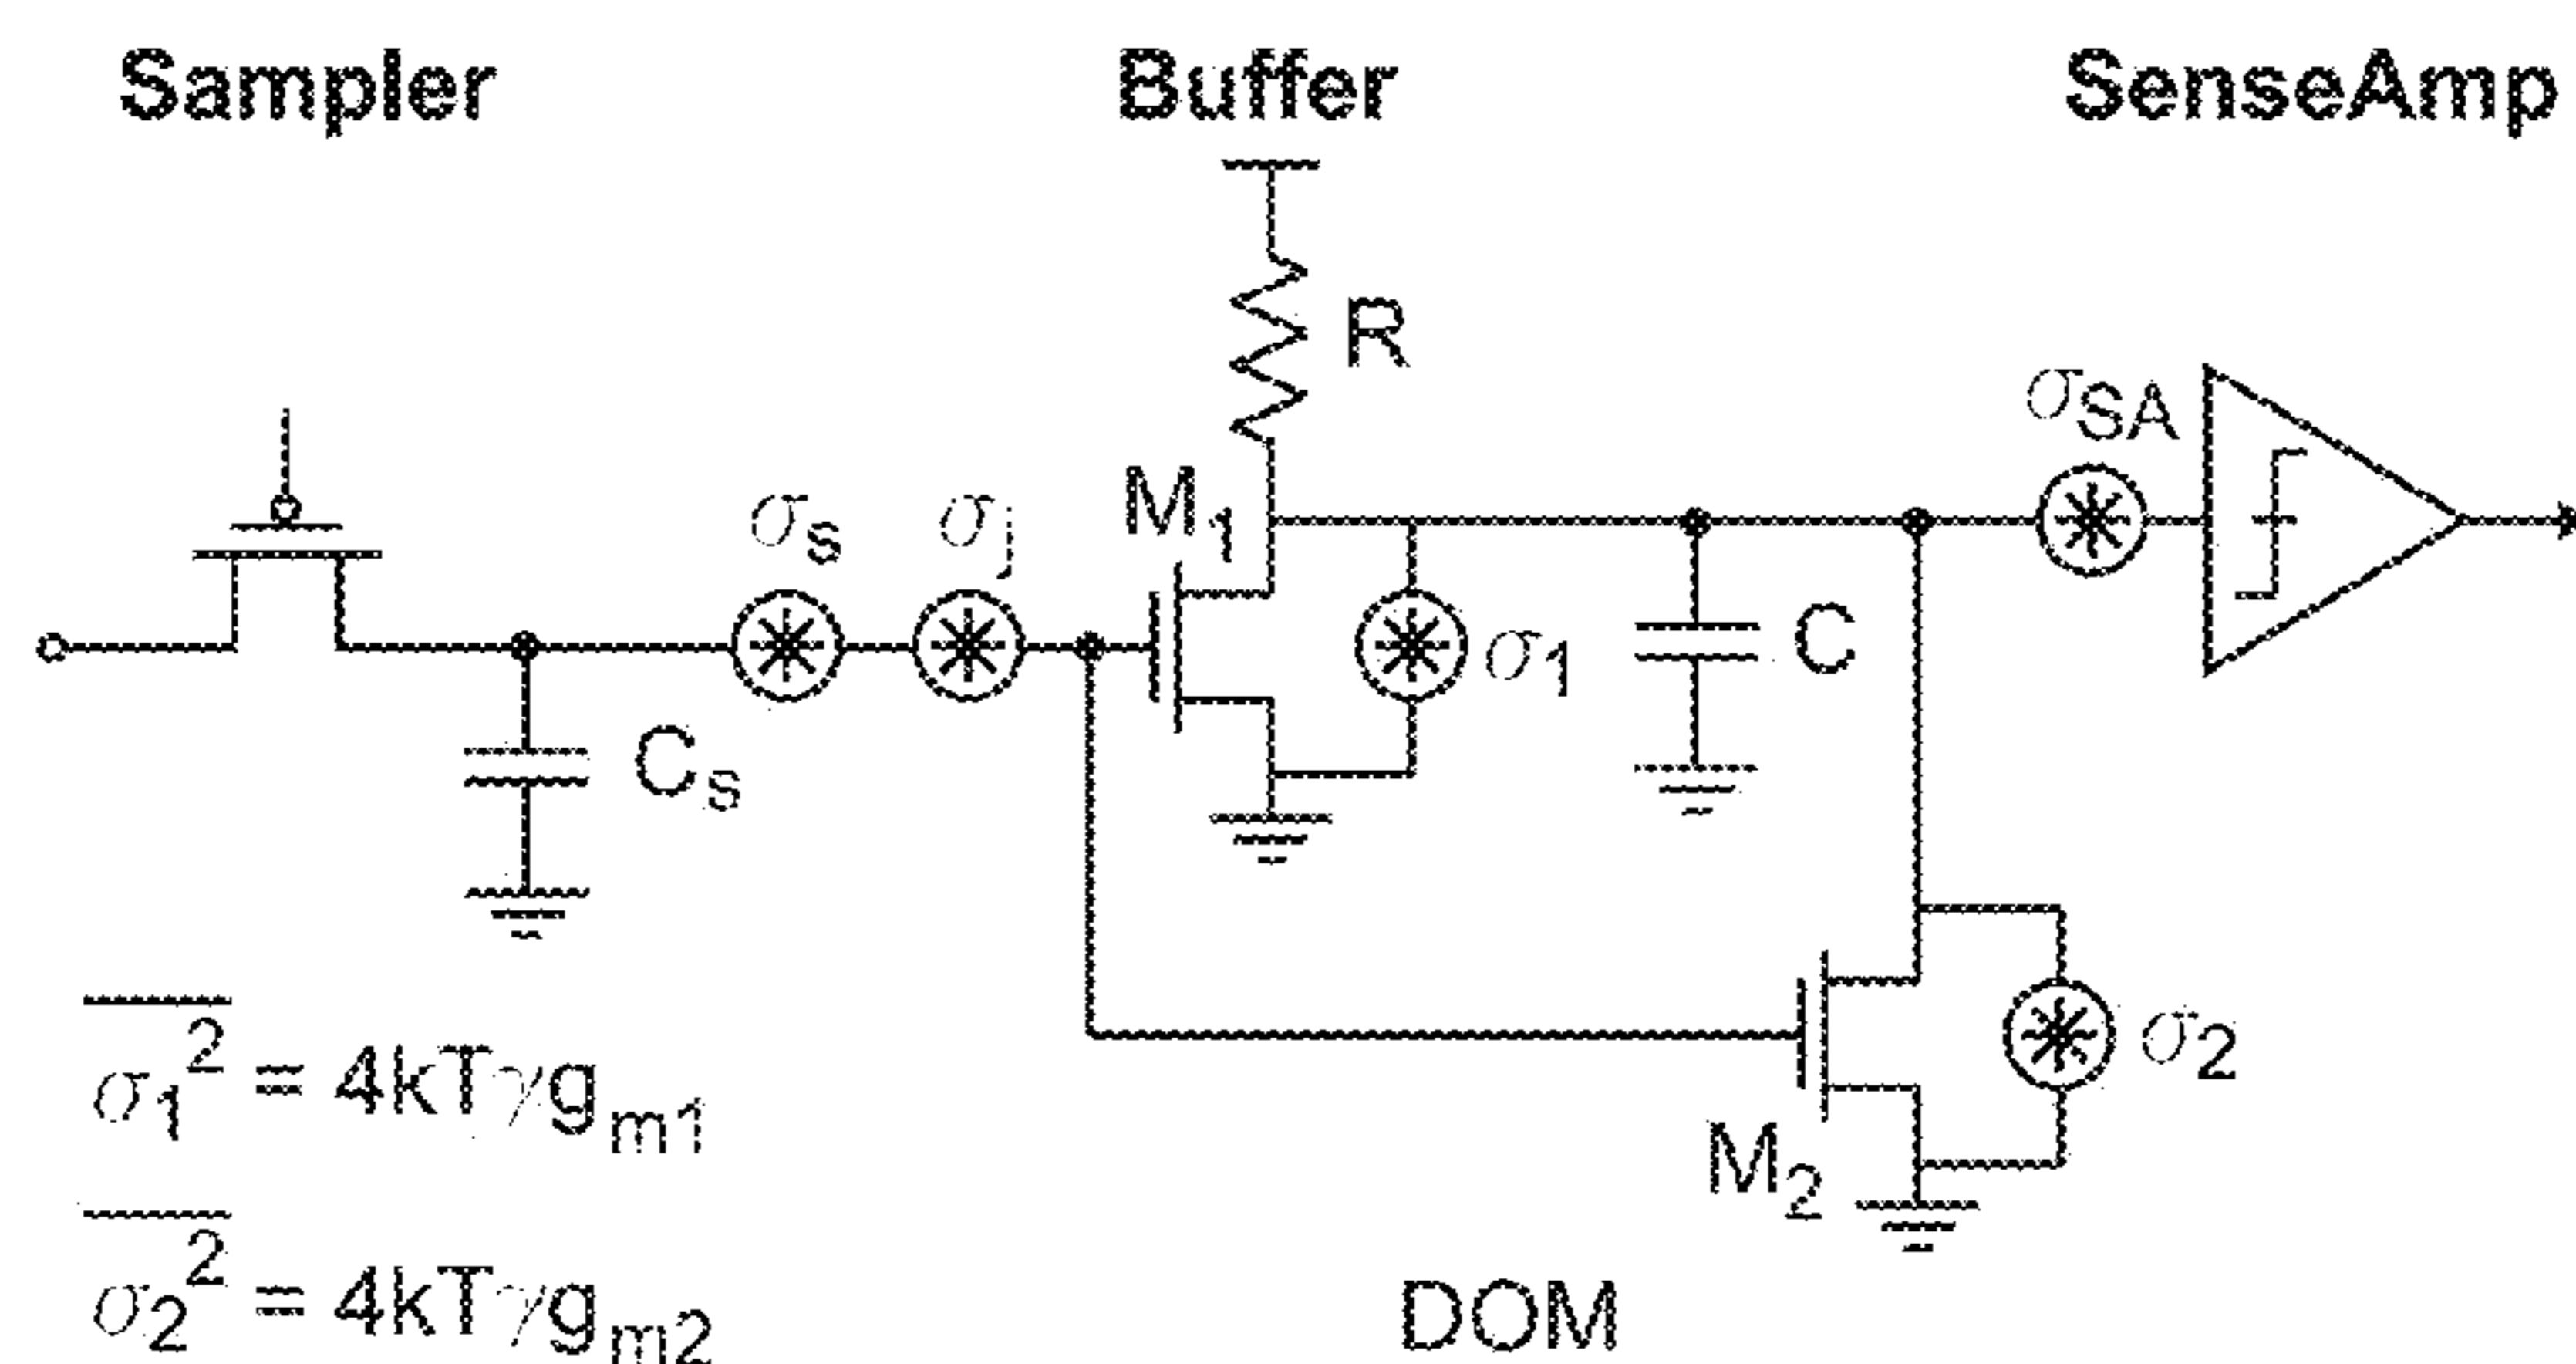 Sampler Buffer SenseAmp
R
σSA
σs σj M1
σ1 C
Cs
σ1² = 4kTγgm1
σ2
M2
σ2² = 4kTγgm2
DOM